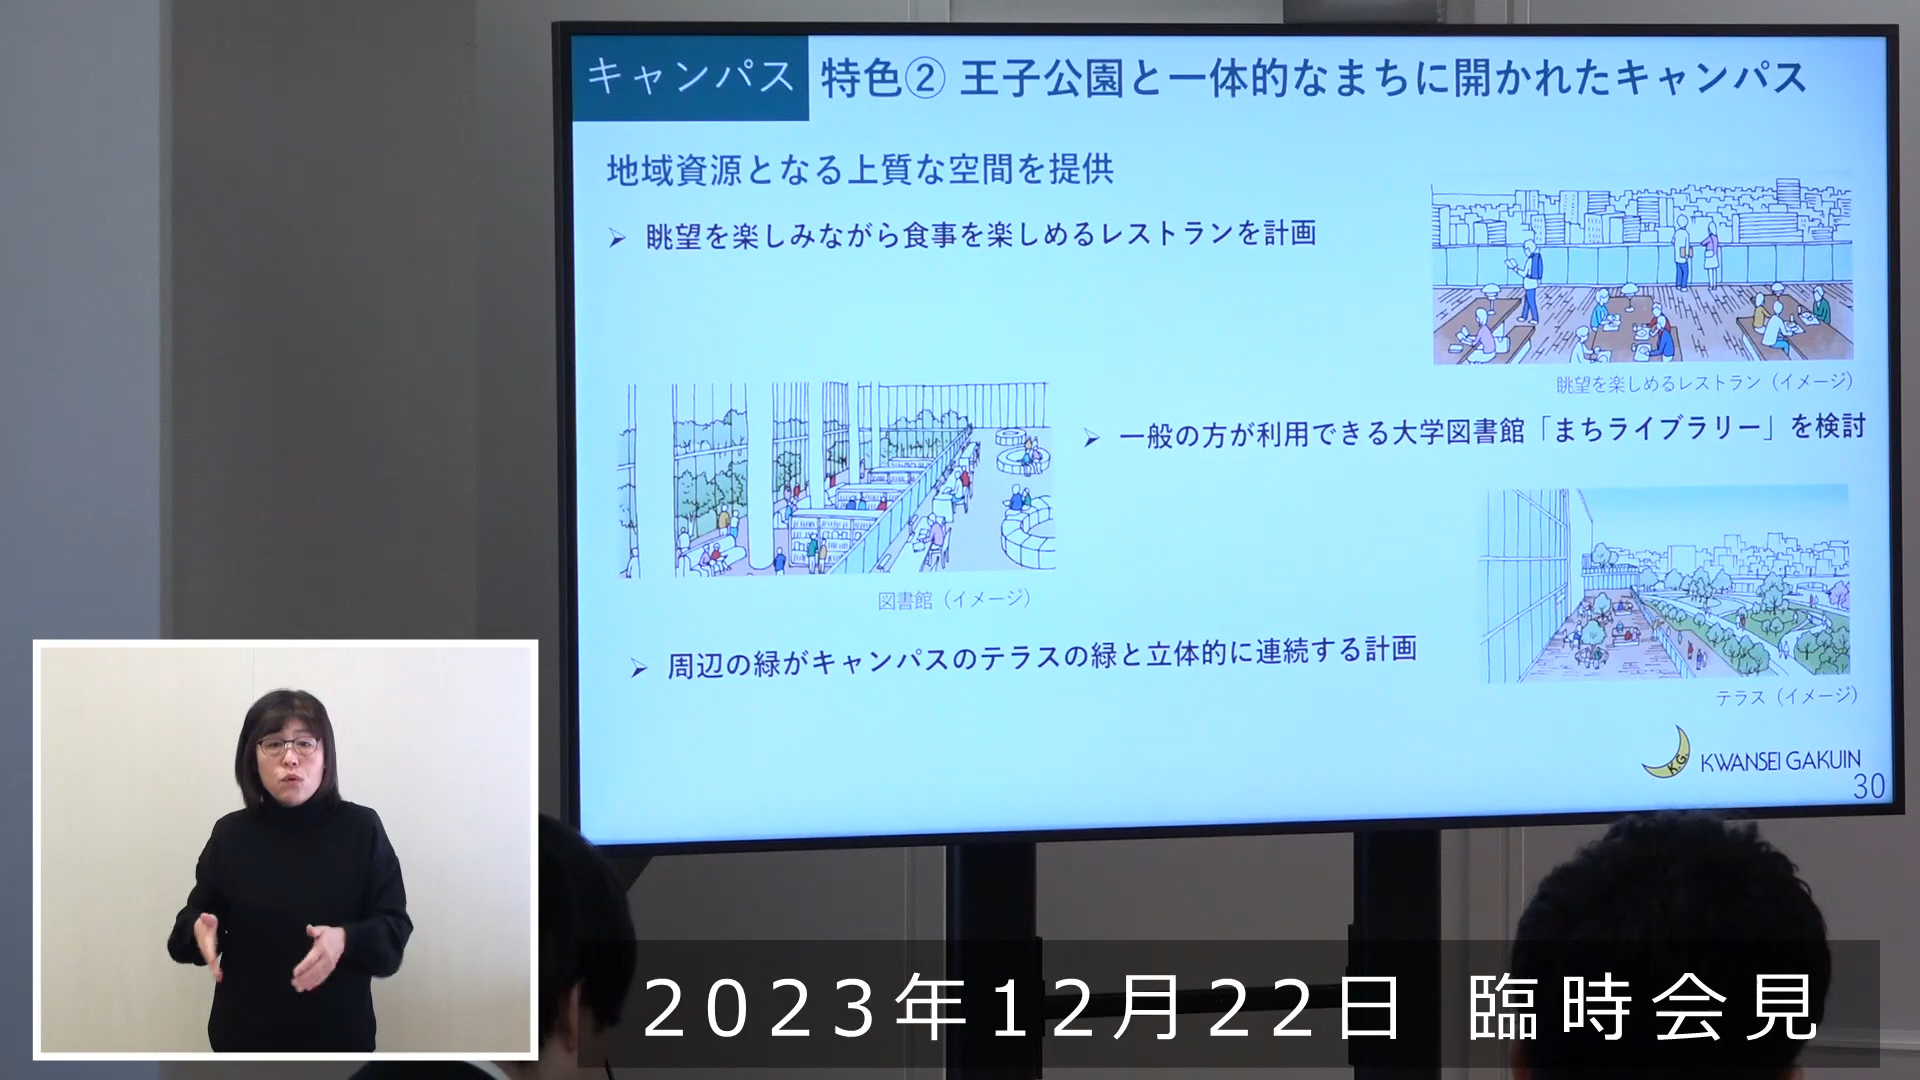 キャンパス 特色② 王子公園と一体的なまちに開かれたキャンパス
地域資源となる上質な空間を提供
➢ 眺望を楽しみながら食事を楽しめるレストランを計画
眺望を楽しめるレストラン（イメージ）
➢ 一般の方が利用できる大学図書館「まちライブラリー」を検討
図書館（イメージ）
➢ 周辺の緑がキャンパスのテラスの緑と立体的に連続する計画
テラス（イメージ）
K.G. KWANSEI GAKUIN
30
2023年12月22日 臨時会見